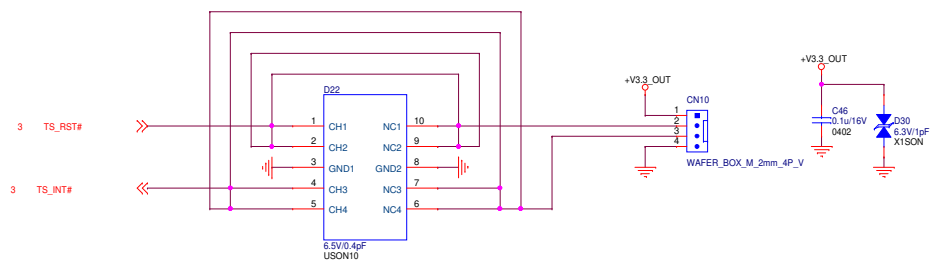 +V3.3_OUT
+V3.3_OUT
D22
CN10
C46
0.1u/16V
0402
D30
6.3V/1pF
X1SON
3 TS_RST#
1 CH1 NC1 10
2 CH2 NC2 9
3 GND1 GND2 8
3 TS_INT#
4 CH3 NC3 7
5 CH4 NC4 6
1
2
3
4
WAFER_BOX_M_2mm_4P_V
6.5V/0.4pF
USON10